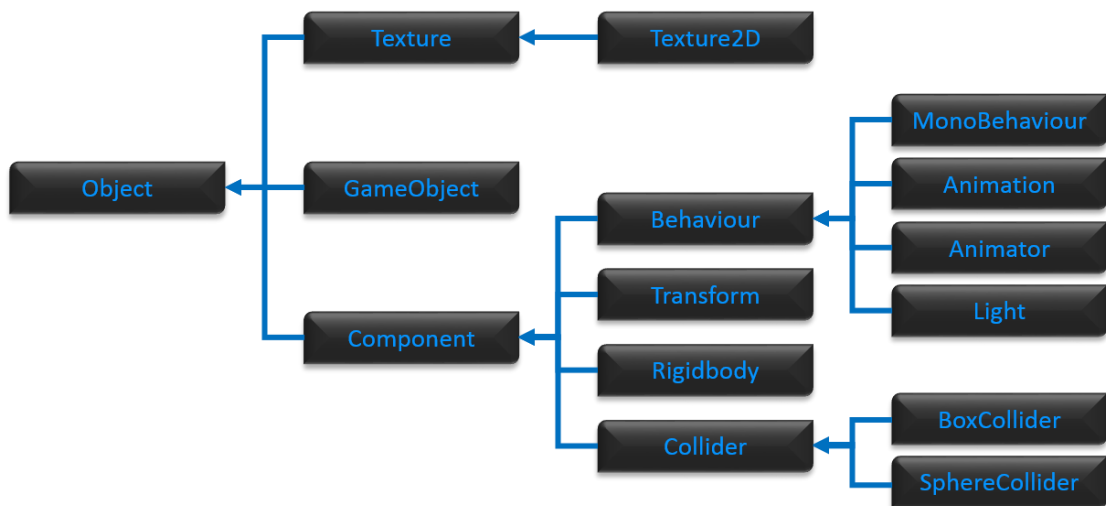 Texture
Texture2D
MonoBehaviour
Object
GameObject
Animation
Behaviour
Animator
Transform
Light
Component
Rigidbody
BoxCollider
Collider
SphereCollider